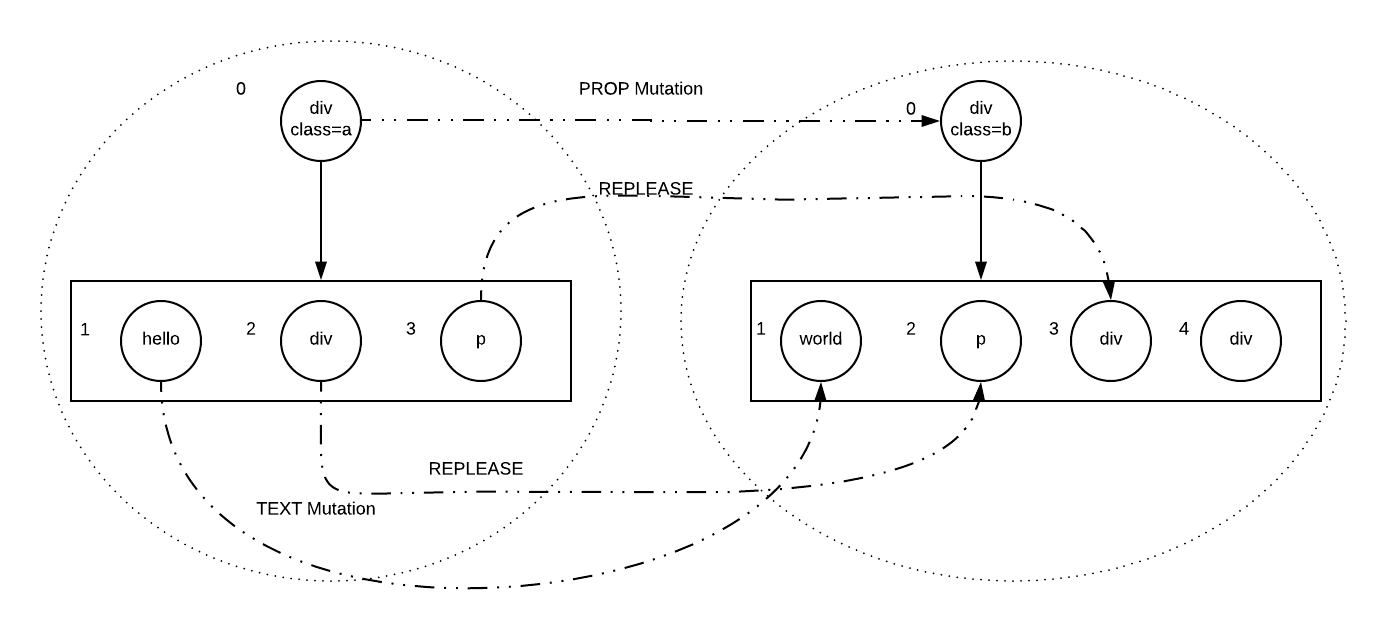 0
div
class=a
PROP Mutation
0
div
class=b
REPLEASE
1
hello
2
div
3
p
1
world
2
p
3
div
4
div
REPLEASE
TEXT Mutation